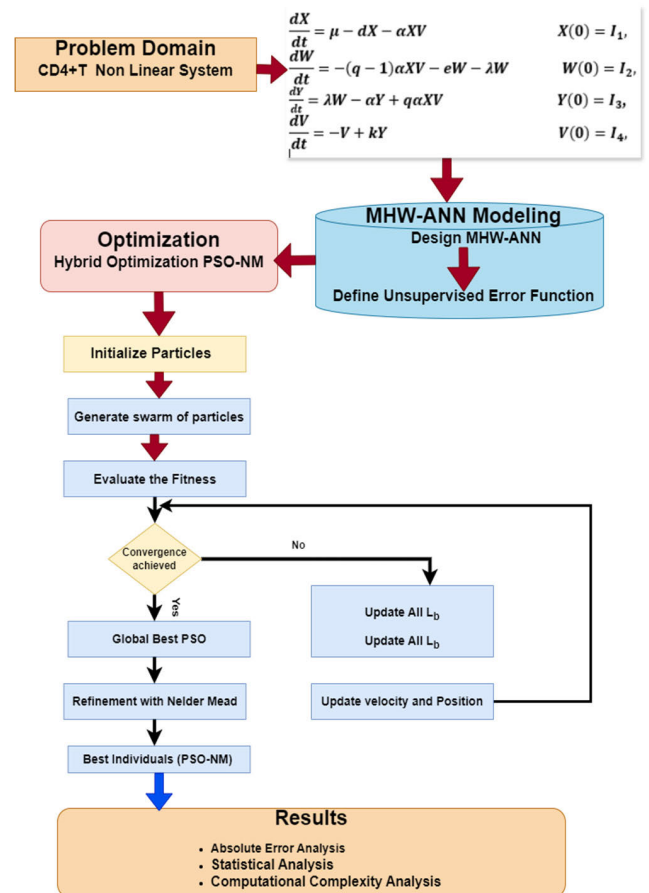 Problem Domain
CD4+T Non Linear System
dX/dt = μ − dX − αXV X(0) = I₁,
dW/dt = −(q − 1)αXV − eW − λW W(0) = I₂,
dY/dt = λW − αY + qαXV Y(0) = I₃,
dV/dt = −V + kY V(0) = I₄,
MHW-ANN Modeling
Design MHW-ANN
Define Unsupervised Error Function
Optimization
Hybrid Optimization PSO-NM
Initialize Particles
Generate swarm of particles
Evaluate the Fitness
Convergence
achieved
No
Yes
Update All L_b
Update All L_b
Global Best PSO
Refinement with Nelder Mead
Update velocity and Position
Best Individuals (PSO-NM)
Results
• Absolute Error Analysis
• Statistical Analysis
• Computational Complexity Analysis